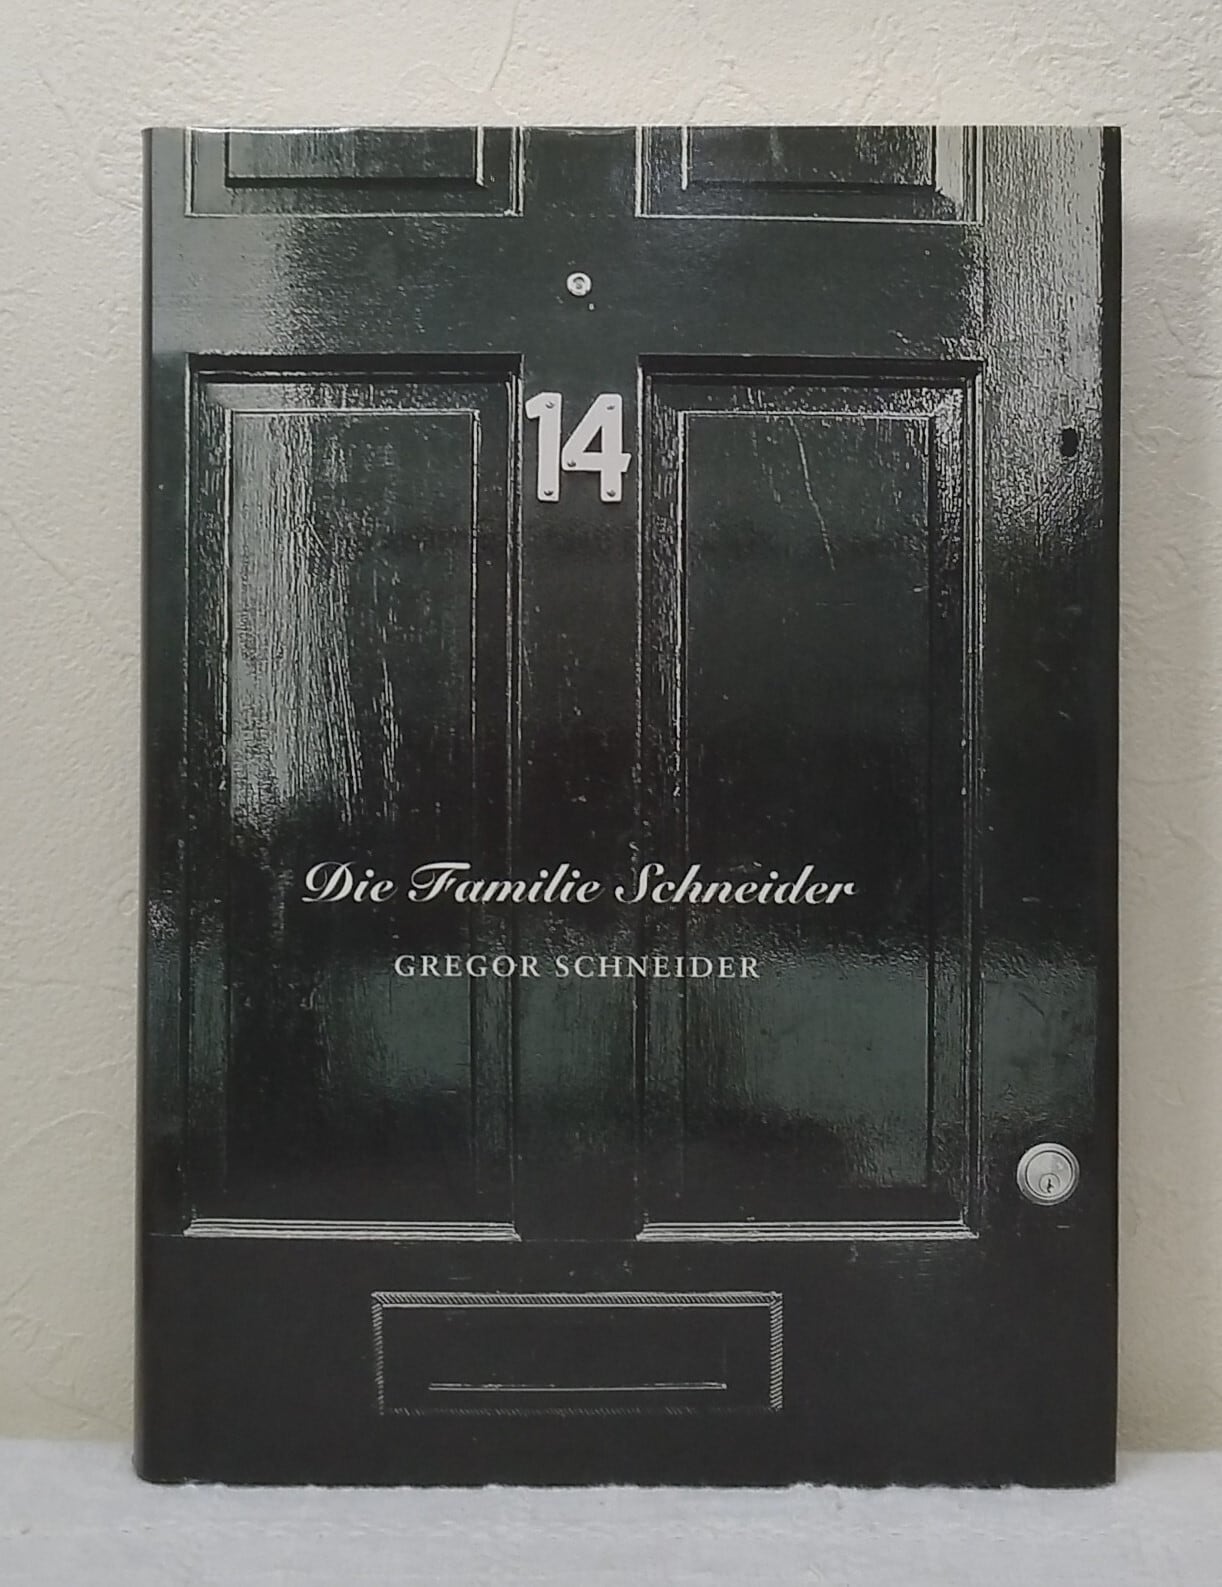 14
Die Familie Schneider
GREGOR SCHNEIDER